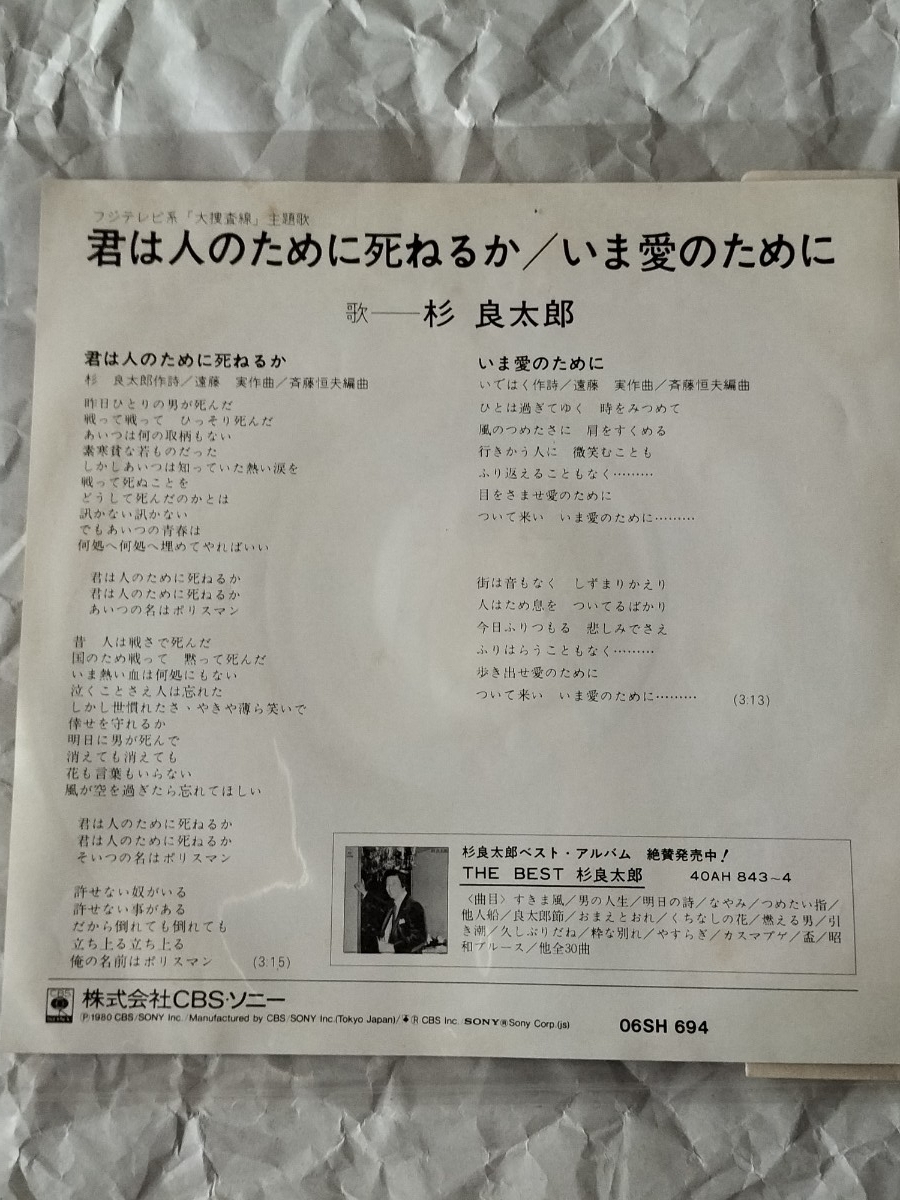 フジテレビ系「大捜査線」主題歌
君は人のために死ねるか/いま愛のために
歌──杉 良太郎
君は人のために死ねるか
杉 良太郎作詩/遠藤 実作曲/斉藤恒夫編曲
昨日ひとりの男が死んだ
戦って戦って ひっそり死んだ
あいつは何の取柄もない
素寒貧な若ものだった
しかしあいつは知っていた熱い涙を
戦って死ぬことを
どうして死んだのかとは
訊かない訊かない
でもあいつの青春は
何処へ何処へ埋めてやればいい
君は人のために死ねるか
君は人のために死ねるか
あいつの名はポリスマン
昔 人は戦さで死んだ
国のため戦って 黙って死んだ
いま熱い血は何処にもない
泣くことさえ人は忘れた
しかし世慣れたさゝやきや薄ら笑いで
倖せを守れるか
明日に男が死んで
消えても消えても
花も言葉もいらない
風が空を過ぎたら忘れてほしい
君は人のために死ねるか
君は人のために死ねるか
そいつの名はポリスマン
許せない奴がいる
許せない事がある
だから倒れても倒れても
立ち上る立ち上る
俺の名前はポリスマン (3:15)
いま愛のために
いではく作詩/遠藤 実作曲/斉藤恒夫編曲
ひとは過ぎてゆく 時をみつめて
風のつめたさに 肩をすくめる
行きかう人に 微笑むことも
ふり返えることもなく………
目をさませ愛のために
ついて来い いま愛のために………
街は音もなく しずまりかえり
人はため息を ついてるばかり
今日ふりつもる 悲しみでさえ
ふりはらうこともなく………
歩き出せ愛のために
ついて来い いま愛のために……… (3:13)
杉良太郎ベスト・アルバム 絶賛発売中!
THE BEST 杉良太郎 40AH 843~4
〈曲目〉すきま風/男の人生/明日の詩/なやみ/つめたい指/
他人船/良太郎節/おまえとおれ/くちなしの花/燃える男/引
き潮/久しぶりだね/粋な別れ/やすらぎ/カスマプゲ/盃/昭
和ブルース/他全30曲
CBS
SONY
株式会社CBS・ソニー
Ⓟ1980 CBS/SONY Inc./Manufactured by CBS/SONY Inc.(Tokyo Japan)/Ⓡ CBS Inc./SONY®Sony Corp.(js)
06SH 694